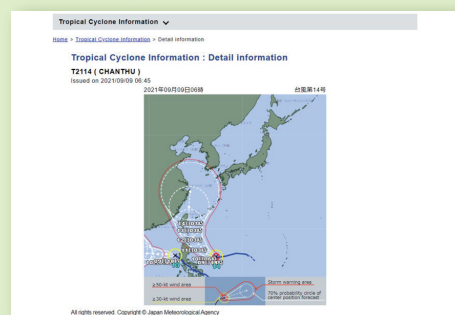 Tropical Cyclone Information
Home > Tropical Cyclone Information > Detail information
Tropical Cyclone Information : Detail information
T2114 ( CHANTHU )
Issued on 2021/09/09 06:45
2021年09月09日06時 台風第14号
≥50-kt wind area
≥30-kt wind area
Storm warning area
70% probability circle of
center position forecast
All rights reserved. Copyright © Japan Meteorological Agency